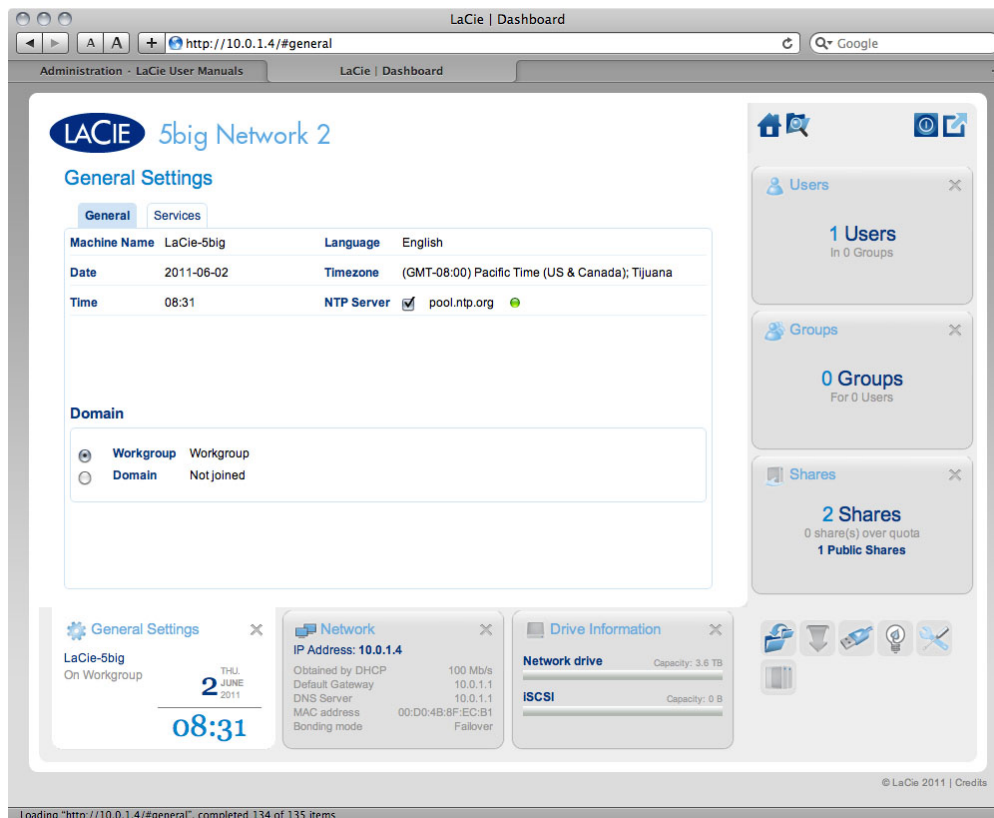 LaCie | Dashboard
A A + http://10.0.1.4/#general Google
Administration - LaCie User Manuals LaCie | Dashboard
LACIE 5big Network 2
General Settings
General Services
Machine Name LaCie-5big Language English
Date 2011-06-02 Timezone (GMT-08:00) Pacific Time (US & Canada); Tijuana
Time 08:31 NTP Server pool.ntp.org
Domain
Workgroup Workgroup
Domain Not joined
Users
1 Users
In 0 Groups
Groups
0 Groups
For 0 Users
Shares
2 Shares
0 share(s) over quota
1 Public Shares
General Settings
LaCie-5big
On Workgroup
THU.
2 JUNE
2011
08:31
Network
IP Address: 10.0.1.4
Obtained by DHCP 100 Mb/s
Default Gateway 10.0.1.1
DNS Server 10.0.1.1
MAC address 00:D0:4B:8F:EC:B1
Bonding mode Failover
Drive Information
Network drive Capacity: 3.6 TB
iSCSI Capacity: 0 B
© LaCie 2011 | Credits
Loading "http://10.0.1.4/#general", completed 134 of 135 items